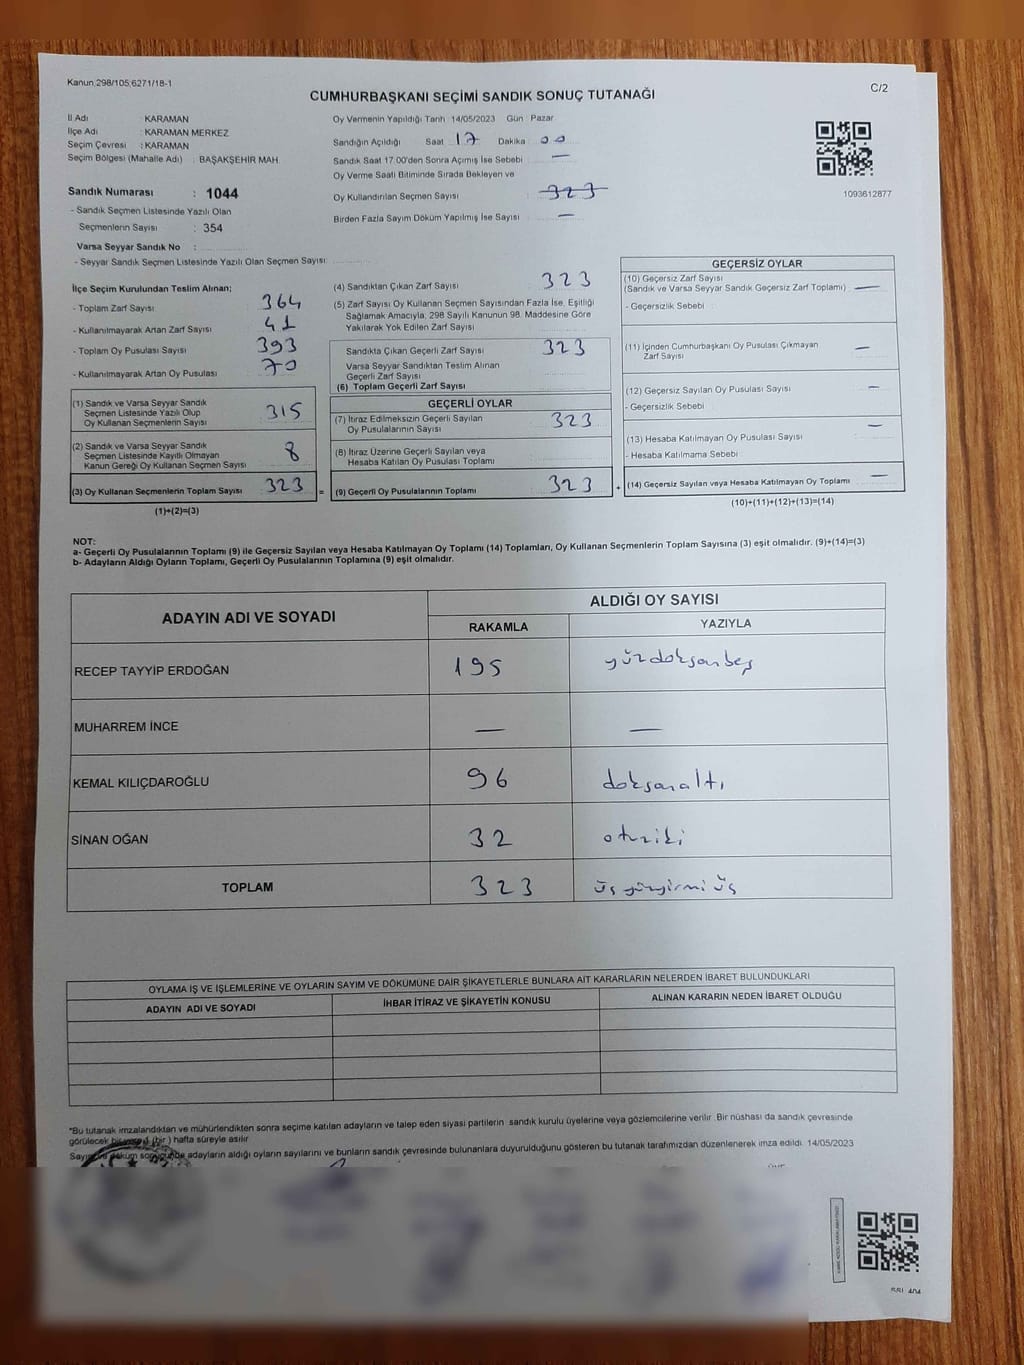 Kanun 298/105,6271/18-1
C/2
CUMHURBAŞKANI SEÇİMİ SANDIK SONUÇ TUTANAĞI
İl Adı : KARAMAN
İlçe Adı : KARAMAN MERKEZ
Seçim Çevresi : KARAMAN
Seçim Bölgesi (Mahalle Adı) : BAŞAKŞEHİR MAH.
Sandık Numarası : 1044
- Sandık Seçmen Listesinde Yazılı Olan
Seçmenlerin Sayısı : 354
Varsa Seyyar Sandık No :
- Seyyar Sandık Seçmen Listesinde Yazılı Olan Seçmen Sayısı:
Oy Vermenin Yapıldığı Tarih : 14/05/2023 Gün : Pazar
Sandığın Açıldığı Saat 17 Dakika 00
Sandık Saat 17.00'den Sonra Açımış İse Sebebi —
Oy Verme Saati Bitiminde Sırada Bekleyen ve
Oy Kullandırılan Seçmen Sayısı : 323
Birden Fazla Sayım Döküm Yapılmış İse Sayısı : —
1093612877
İlçe Seçim Kurulundan Teslim Alınan;
- Toplam Zarf Sayısı : 364
- Kullanılmayarak Artan Zarf Sayısı : 41
- Toplam Oy Pusulası Sayısı : 393
- Kullanılmayarak Artan Oy Pusulası : 70
(1) Sandık ve Varsa Seyyar Sandık
Seçmen Listesinde Yazılı Olup
Oy Kullanan Seçmenlerin Sayısı 315
(2) Sandık ve Varsa Seyyar Sandık
Seçmen Listesinde Kayıtlı Olmayan
Kanun Gereği Oy Kullanan Seçmen Sayısı 8
(3) Oy Kullanan Seçmenlerin Toplam Sayısı 323 =
(1)+(2)=(3)
(4) Sandıktan Çıkan Zarf Sayısı : 323
(5) Zarf Sayısı Oy Kullanan Seçmen Sayısından Fazla İse, Eşitliği
Sağlamak Amacıyla, 298 Sayılı Kanunun 98. Maddesine Göre
Yakılarak Yok Edilen Zarf Sayısı
Sandıkta Çıkan Geçerli Zarf Sayısı 323
Varsa Seyyar Sandıktan Teslim Alınan
Geçerli Zarf Sayısı
(6) Toplam Geçerli Zarf Sayısı
GEÇERLİ OYLAR
(7) İtiraz Edilmeksizin Geçerli Sayılan
Oy Pusulalarının Sayısı 323
(8) İtiraz Üzerine Geçerli Sayılan veya
Hesaba Katılan Oy Pusulası Toplamı
(9) Geçerli Oy Pusulalarının Toplamı 323 +
GEÇERSİZ OYLAR
(10) Geçersiz Zarf Sayısı
(Sandık ve Varsa Seyyar Sandık Geçersiz Zarf Toplamı) —
- Geçersizlik Sebebi :
(11) İçinden Cumhurbaşkanı Oy Pusulası Çıkmayan
Zarf Sayısı —
(12) Geçersiz Sayılan Oy Pusulası Sayısı —
- Geçersizlik Sebebi :
(13) Hesaba Katılmayan Oy Pusulası Sayısı —
- Hesaba Katılmama Sebebi :
(14) Geçersiz Sayılan veya Hesaba Katılmayan Oy Toplamı —
(10)+(11)+(12)+(13)=(14)
NOT:
a- Geçerli Oy Pusulalarının Toplamı (9) ile Geçersiz Sayılan veya Hesaba Katılmayan Oy Toplamı (14) Toplamları, Oy Kullanan Seçmenlerin Toplam Sayısına (3) eşit olmalıdır. (9)+(14)=(3)
b- Adayların Aldığı Oyların Toplamı, Geçerli Oy Pusulalarının Toplamına (9) eşit olmalıdır.
ADAYIN ADI VE SOYADI
ALDIĞI OY SAYISI
RAKAMLA YAZIYLA
RECEP TAYYİP ERDOĞAN 195 yüzdoksanbeş
MUHARREM İNCE — —
KEMAL KILIÇDAROĞLU 96 doksanaltı
SİNAN OĞAN 32 otuziki
TOPLAM 323 üçyüzyirmiüç
OYLAMA İŞ VE İŞLEMLERİNE VE OYLARIN SAYIM VE DÖKÜMÜNE DAİR ŞİKAYETLERLE BUNLARA AİT KARARLARIN NELERDEN İBARET BULUNDUKLARI
ADAYIN ADI VE SOYADI İHBAR İTİRAZ VE ŞİKAYETİN KONUSU ALINAN KARARIN NEDEN İBARET OLDUĞU
*Bu tutanak imzalandıktan ve mühürlendikten sonra seçime katılan adayların ve talep eden siyasi partilerin sandık kurulu üyelerine veya gözlemcilerine verilir. Bir nüshası da sandık çevresinde
görülecek bir (bir ) hafta süreyle asılır
Sayım ve döküm adayların aldığı oyların sayılarını ve bunların sandık çevresinde bulunanlara duyurulduğunu gösteren bu tutanak tarafımızdan düzenlenerek imza edildi. 14/05/2023